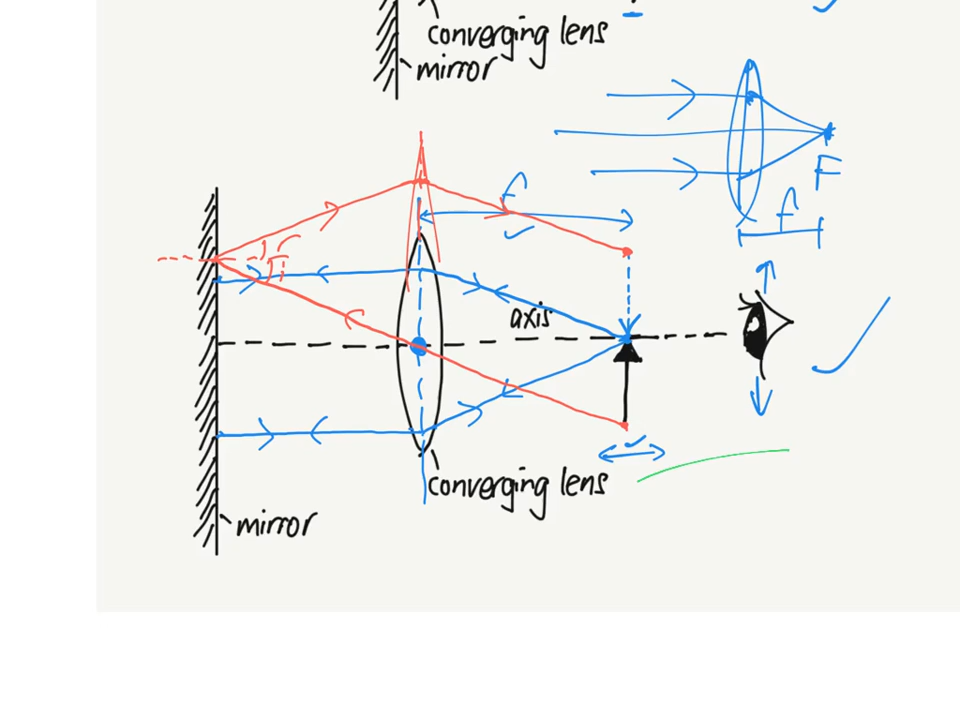 converging lens
mirror
F
f
f
r
i
axis
converging lens
mirror